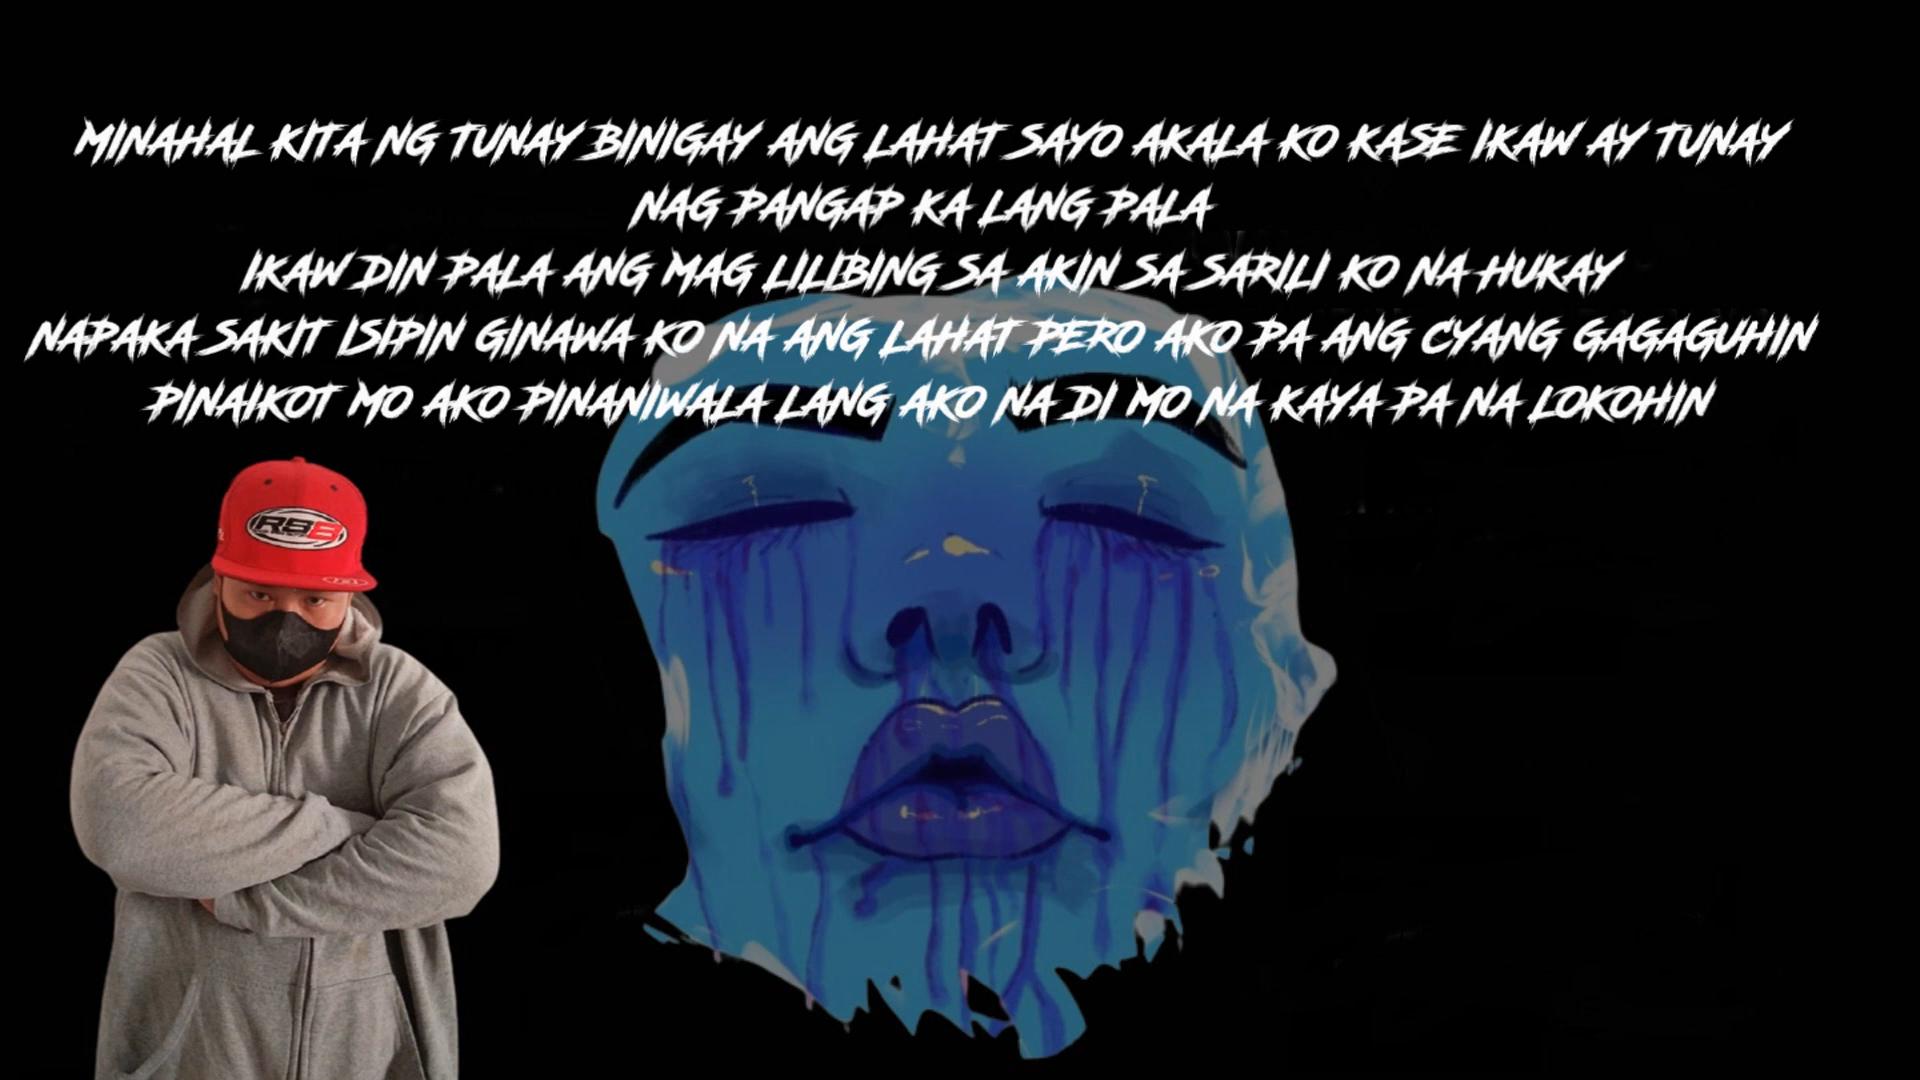 MINAHAL KITA NG TUNAY BINIGAY ANG LAHAT SAYO AKALA KO KASE IKAW AY TUNAY
NAG PANGAP KA LANG PALA
IKAW DIN PALA ANG MAG LILIBING SA AKIN SA SARILI KO NA HUKAY
NAPAKA SAKIT ISIPIN GINAWA KO NA ANG LAHAT PERO AKO PA ANG CYANG GAGAGUHIN
PINAIKOT MO AKO PINANIWALA LANG AKO NA DI MO NA KAYA PA NA LOKOHIN
RB6